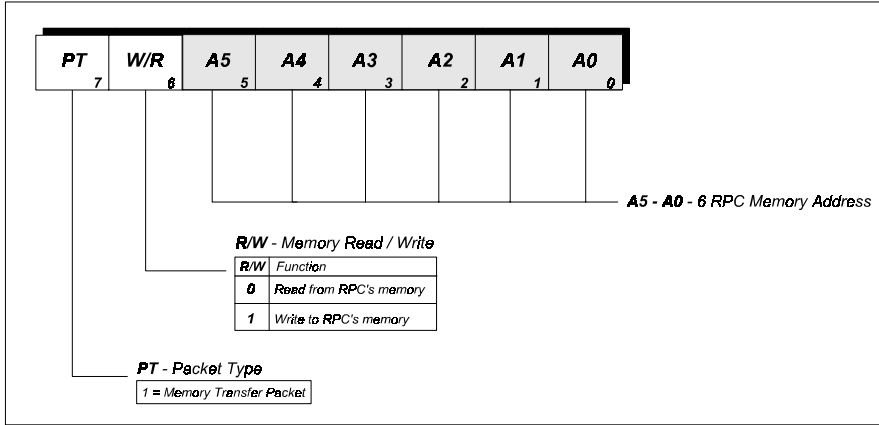 PT W/R A5 A4 A3 A2 A1 A0
7 6 5 4 3 2 1 0
A5 - A0 - 6 RPC Memory Address
R/W - Memory Read / Write
R/W Function
0 Read from RPC's memory
1 Write to RPC's memory
PT - Packet Type
1 = Memory Transfer Packet